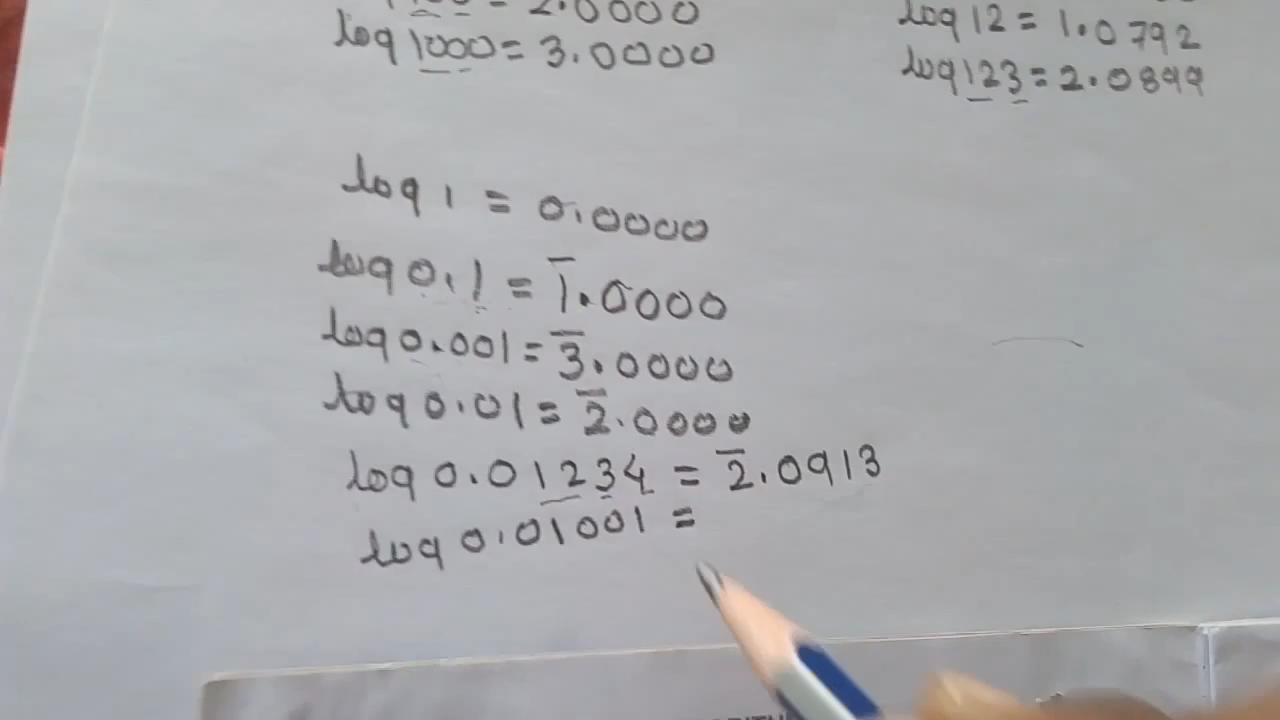 = 2.0000
log 1000 = 3.0000
log 12 = 1.0792
log 123 = 2.0899
log 1 = 0.0000
log 0.1 = 1̅.0000
log 0.001 = 3̅.0000
log 0.01 = 2̅.0000
log 0.01234 = 2̅.0913
log 0.01001 =